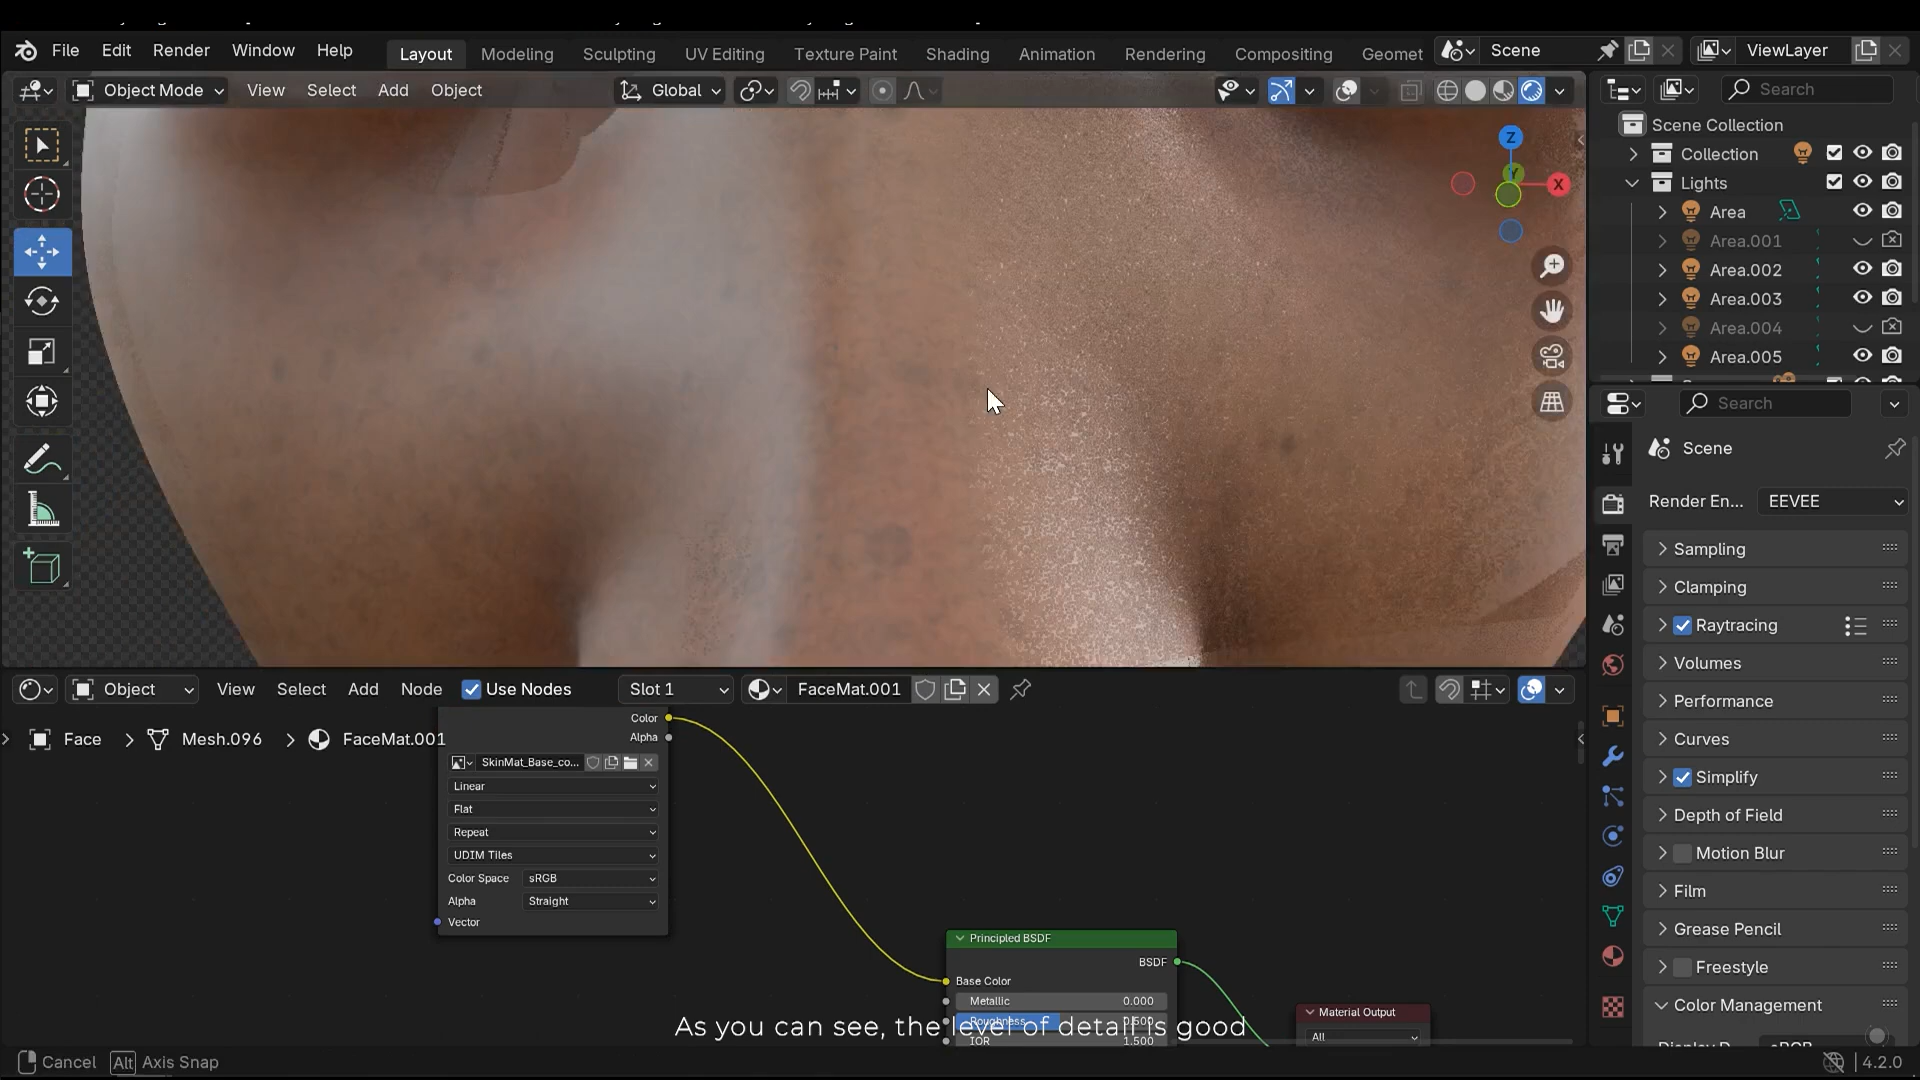 File Edit Render Window Help Layout Modeling Sculpting UV Editing Texture Paint Shading Animation Rendering Compositing Geomet Scene ViewLayer
Object Mode View Select Add Object Global Search
Scene Collection
Collection
Lights
Area
Area.001
Area.002
Area.003
Area.004
Area.005
Z
Y
X
Search
Scene
Render En... EEVEE
Sampling
Clamping
Raytracing
Volumes
Performance
Curves
Simplify
Depth of Field
Motion Blur
Film
Grease Pencil
Freestyle
Color Management
sRGB
Object View Select Add Node Use Nodes Slot 1 FaceMat.001
Face Mesh.096 FaceMat.001
Color
Alpha
SkinMat_Base_co...
Linear
Flat
Repeat
UDIM Tiles
Color Space sRGB
Alpha Straight
Vector
Principled BSDF
BSDF
Base Color
Metallic 0.000
Roughness 0.500
IOR 1.500
Material Output
All
As you can see, the level of detail is good
Cancel Alt Axis Snap 4.2.0